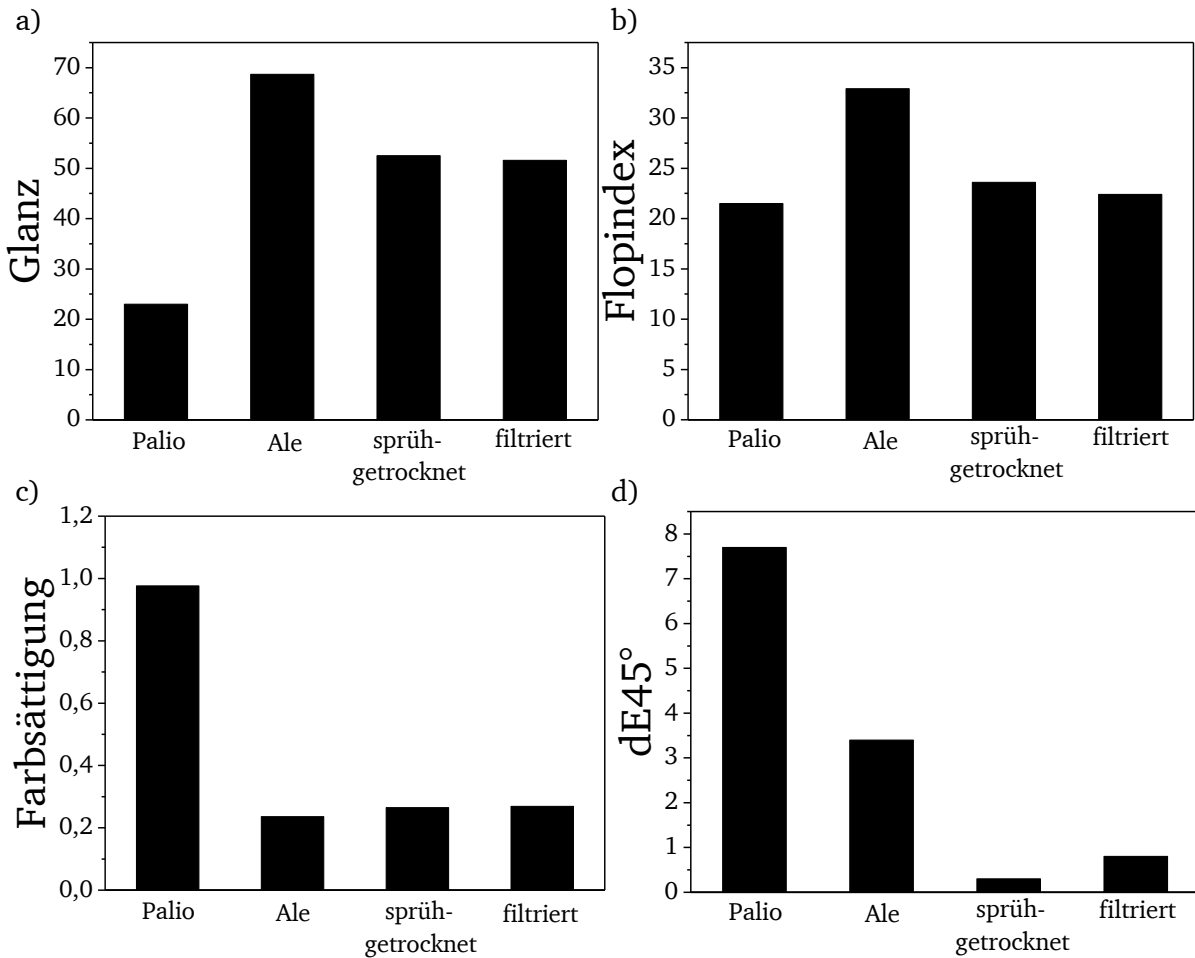 a)
Glanz
70
60
50
40
30
20
10
0
Palio
Ale
sprüh-
getrocknet
filtriert
b)
Flopindex
35
30
25
20
15
10
5
0
Palio
Ale
sprüh-
getrocknet
filtriert
c)
Farbsättigung
1,2
1,0
0,8
0,6
0,4
0,2
0,0
Palio
Ale
sprüh-
getrocknet
filtriert
d)
dE45°
8
7
6
5
4
3
2
1
0
Palio
Ale
sprüh-
getrocknet
filtriert